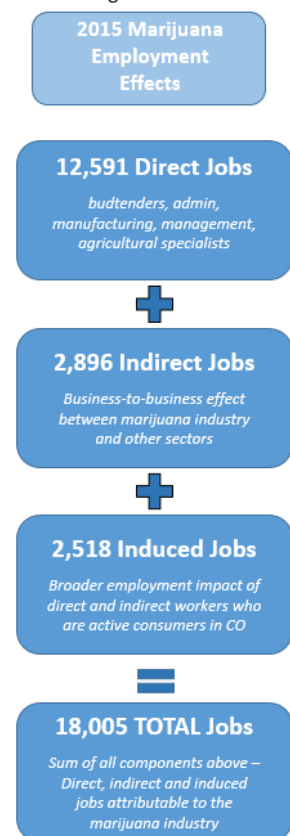 2015 Marijuana
Employment
Effects
12,591 Direct Jobs
budtenders, admin,
manufacturing, management,
agricultural specialists
2,896 Indirect Jobs
Business-to-business effect
between marijuana industry
and other sectors
2,518 Induced Jobs
Broader employment impact of
direct and indirect workers who
are active consumers in CO
18,005 TOTAL Jobs
Sum of all components above –
Direct, indirect and induced
jobs attributable to the
marijuana industry